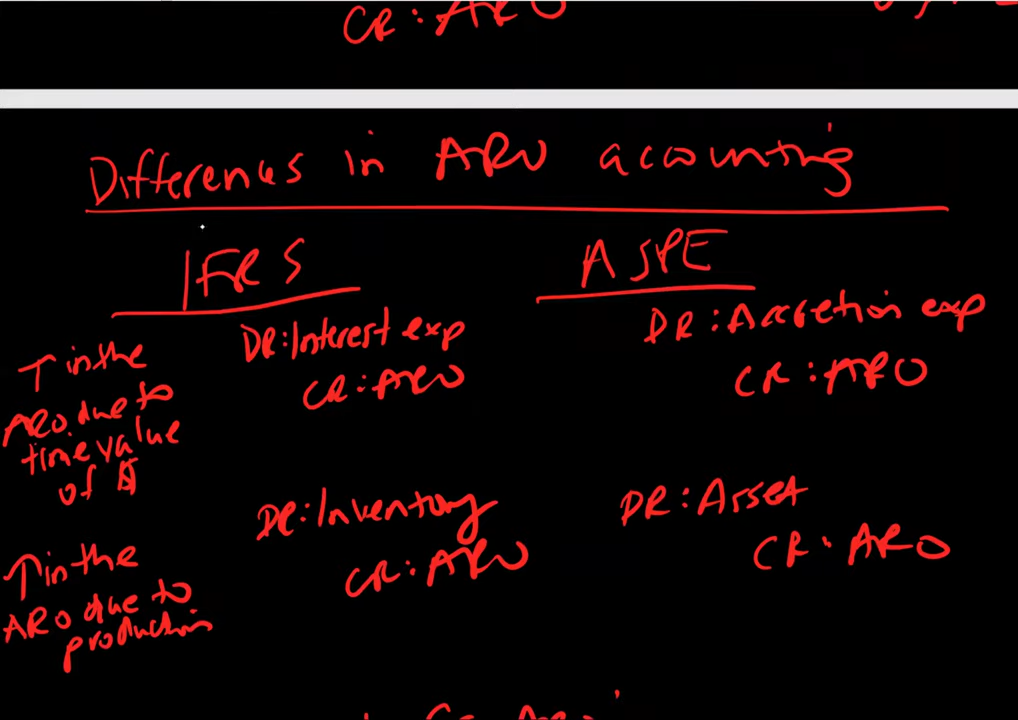 CR: ARO
Differences in ARO accounting
IFRS
ASPE
↑ in the
ARO due to
time value
of $
DR: Interest exp
CR: ARO
DR: Accretion exp
CR: ARO
↑ in the
ARO due to
production
DR: Inventory
CR: ARO
DR: Asset
CR: ARO